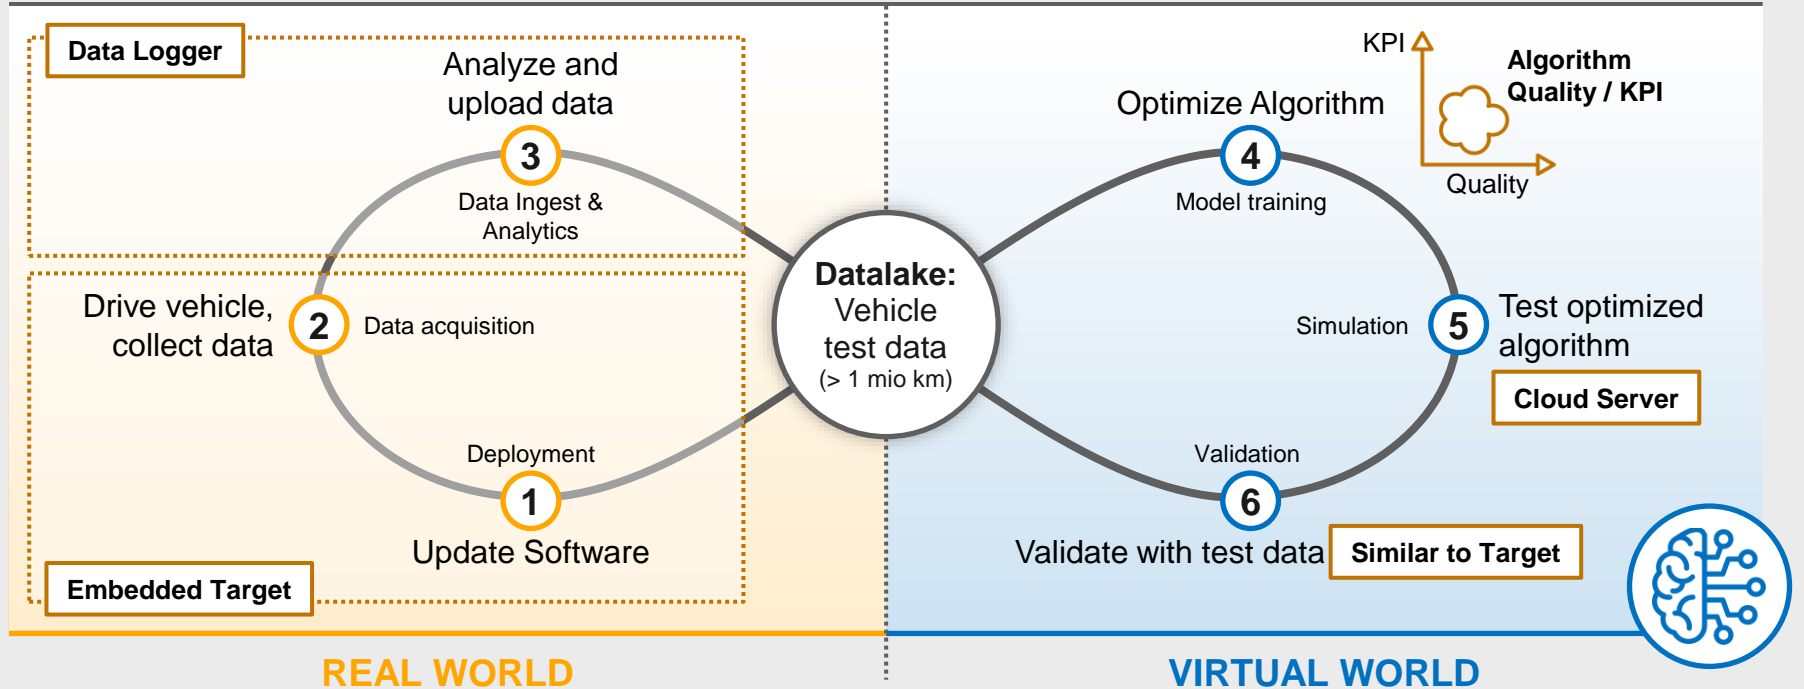 Data Logger
Analyze and
upload data
3
Data Ingest &
Analytics
Drive vehicle,
collect data
2
Data acquisition
Deployment
1
Update Software
Embedded Target
Datalake:
Vehicle
test data
(> 1 mio km)
KPI
Algorithm
Quality / KPI
Quality
Optimize Algorithm
4
Model training
Simulation
5
Test optimized
algorithm
Cloud Server
Validation
6
Validate with test data
Similar to Target
REAL WORLD
VIRTUAL WORLD